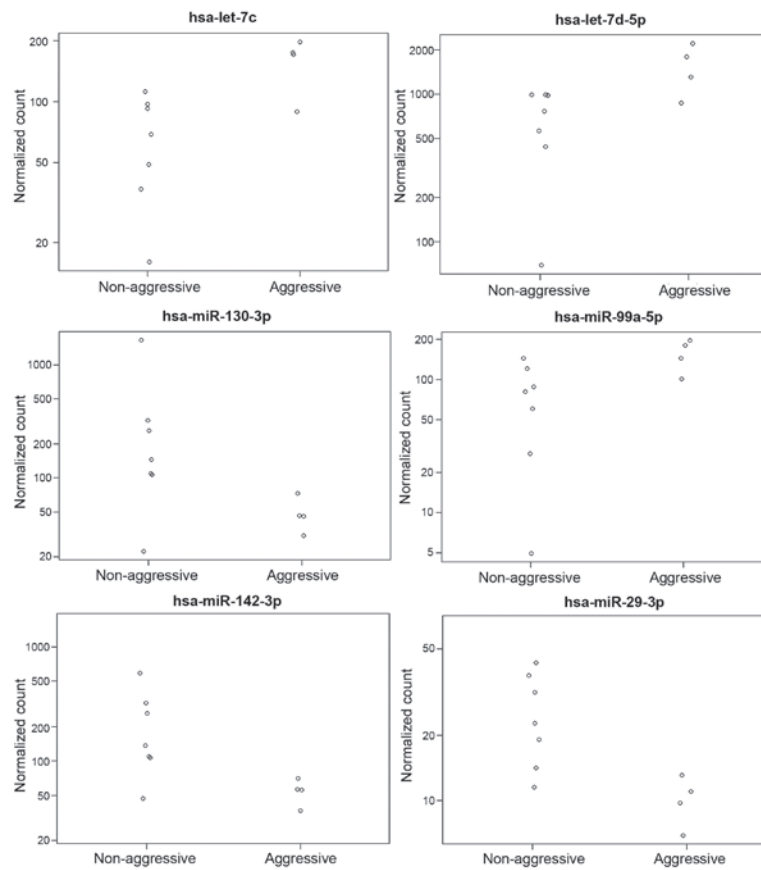 hsa-let-7c
Normalized count
200
100
50
20
Non-aggressive Aggressive
hsa-let-7d-5p
Normalized count
2000
1000
500
100
Non-aggressive Aggressive
hsa-miR-130-3p
Normalized count
1000
500
200
100
50
20
Non-aggressive Aggressive
hsa-miR-99a-5p
Normalized count
200
100
50
20
10
5
Non-aggressive Aggressive
hsa-miR-142-3p
Normalized count
1000
500
200
100
50
20
Non-aggressive Aggressive
hsa-miR-29-3p
Normalized count
50
20
10
Non-aggressive Aggressive